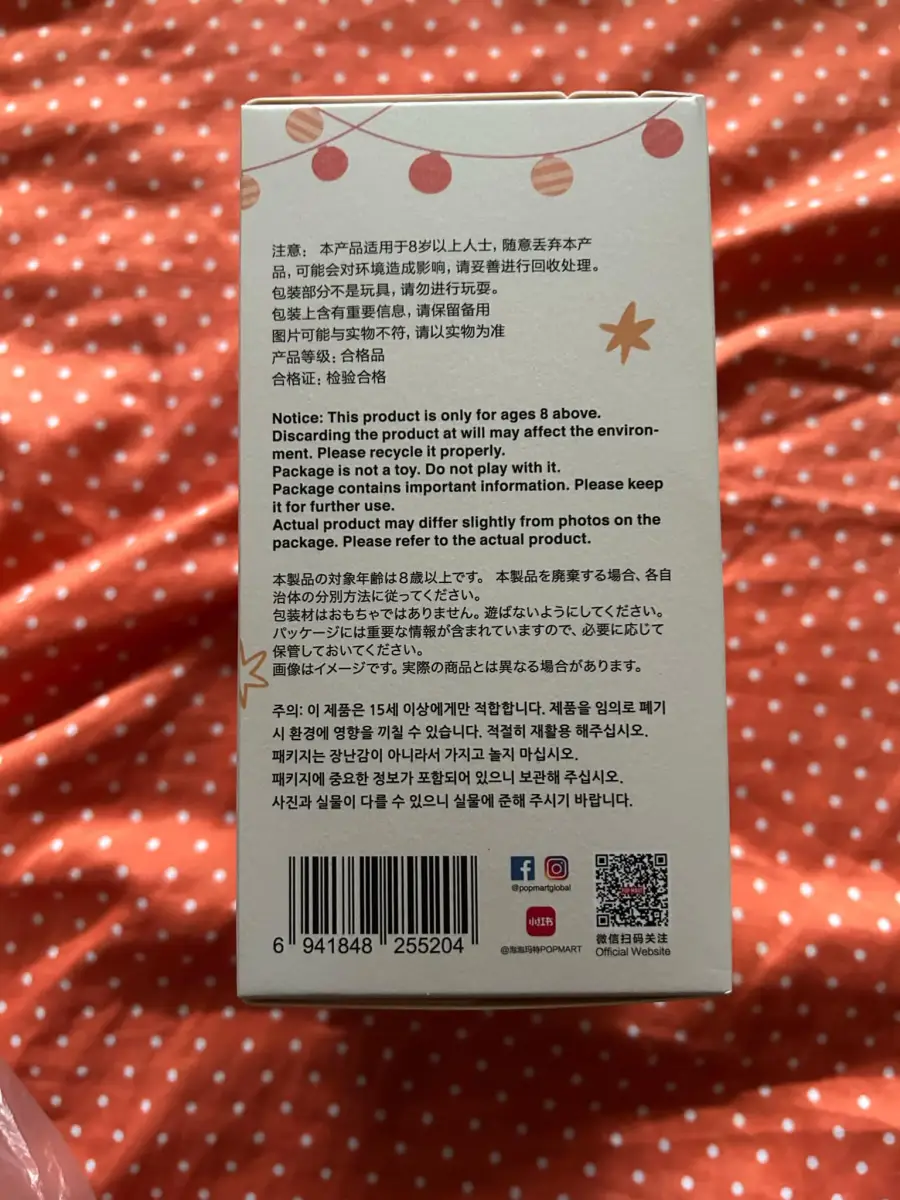 注意： 本产品适用于8岁以上人士，随意丢弃本产
品，可能会对环境造成影响，请妥善进行回收处理。
包装部分不是玩具，请勿进行玩耍。
包装上含有重要信息，请保留备用
图片可能与实物不符，请以实物为准
产品等级：合格品
合格证：检验合格
Notice: This product is only for ages 8 above.
Discarding the product at will may affect the environ-
ment. Please recycle it properly.
Package is not a toy. Do not play with it.
Package contains important information. Please keep
it for further use.
Actual product may differ slightly from photos on the
package. Please refer to the actual product.
本製品の対象年齢は8歳以上です。 本製品を廃棄する場合、各自
治体の分別方法に従ってください。
包装材はおもちゃではありません。遊ばないようにしてください。
パッケージには重要な情報が含まれていますので、必要に応じて
保管しておいてください。
画像はイメージです。実際の商品とは異なる場合があります。
주의: 이 제품은 15세 이상에게만 적합합니다. 제품을 임의로 폐기
시 환경에 영향을 끼칠 수 있습니다. 적절히 재활용 해주십시오.
패키지는 장난감이 아니라서 가지고 놀지 마십시오.
패키지에 중요한 정보가 포함되어 있으니 보관해 주십시오.
사진과 실물이 다를 수 있으니 실물에 준해 주시기 바랍니다.
@popmartglobal
小红书
@泡泡玛特POPMART
POP MART
微信扫码关注
Official Website
6 941848 255204